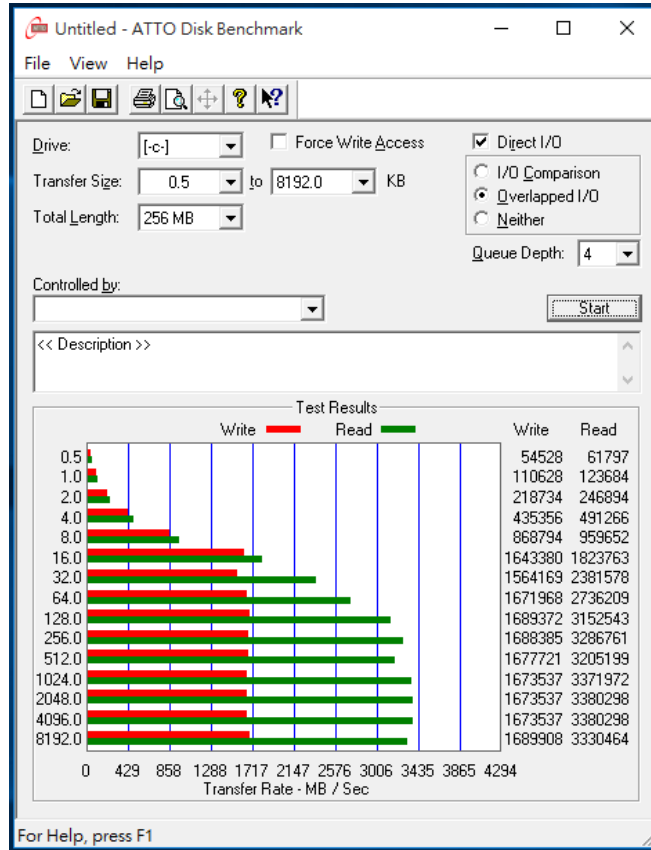 Untitled - ATTO Disk Benchmark
File View Help
Drive: [-c-] Force Write Access Direct I/O
Transfer Size: 0.5 to 8192.0 KB I/O Comparison
Overlapped I/O
Total Length: 256 MB Neither
Queue Depth: 4
Controlled by:
Start
<< Description >>
Test Results
Write Read Write Read
0.5 54528 61797
1.0 110628 123684
2.0 218734 246894
4.0 435356 491266
8.0 868794 959652
16.0 1643380 1823763
32.0 1564169 2381578
64.0 1671968 2736209
128.0 1689372 3152543
256.0 1688385 3286761
512.0 1677721 3205199
1024.0 1673537 3371972
2048.0 1673537 3380298
4096.0 1673537 3380298
8192.0 1689908 3330464
0 429 858 1288 1717 2147 2576 3006 3435 3865 4294
Transfer Rate - MB / Sec
For Help, press F1